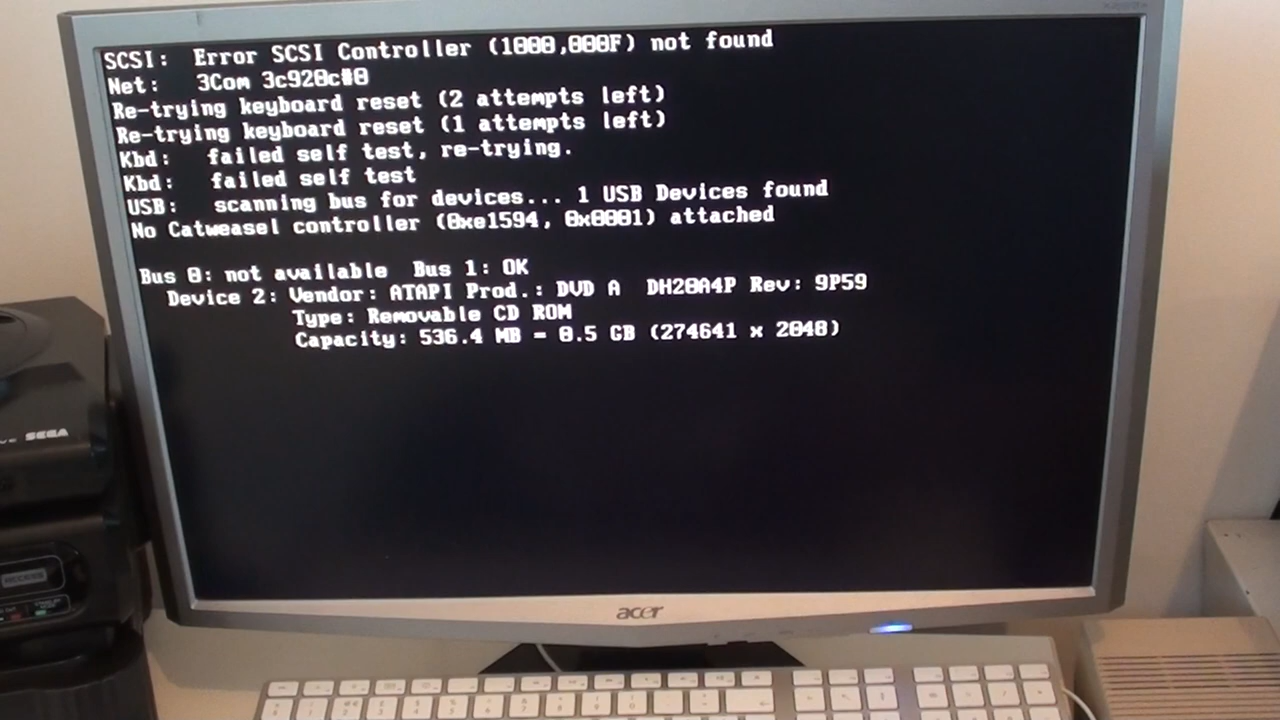 SCSI: Error SCSI Controller (1000,000F) not found
Net: 3Com 3c920c#0
Re-trying keyboard reset (2 attempts left)
Re-trying keyboard reset (1 attempts left)
Kbd: failed self test, re-trying.
Kbd: failed self test
USB: scanning bus for devices... 1 USB Devices found
No Catweasel controller (0xe1594, 0x0001) attached
Bus 0: not available Bus 1: OK
Device 2: Vendor: ATAPI Prod.: DVD A DH20A4P Rev: 9P59
Type: Removable CD ROM
Capacity: 536.4 MB = 0.5 GB (274641 x 2048)
SEGA
ACCESS
acer